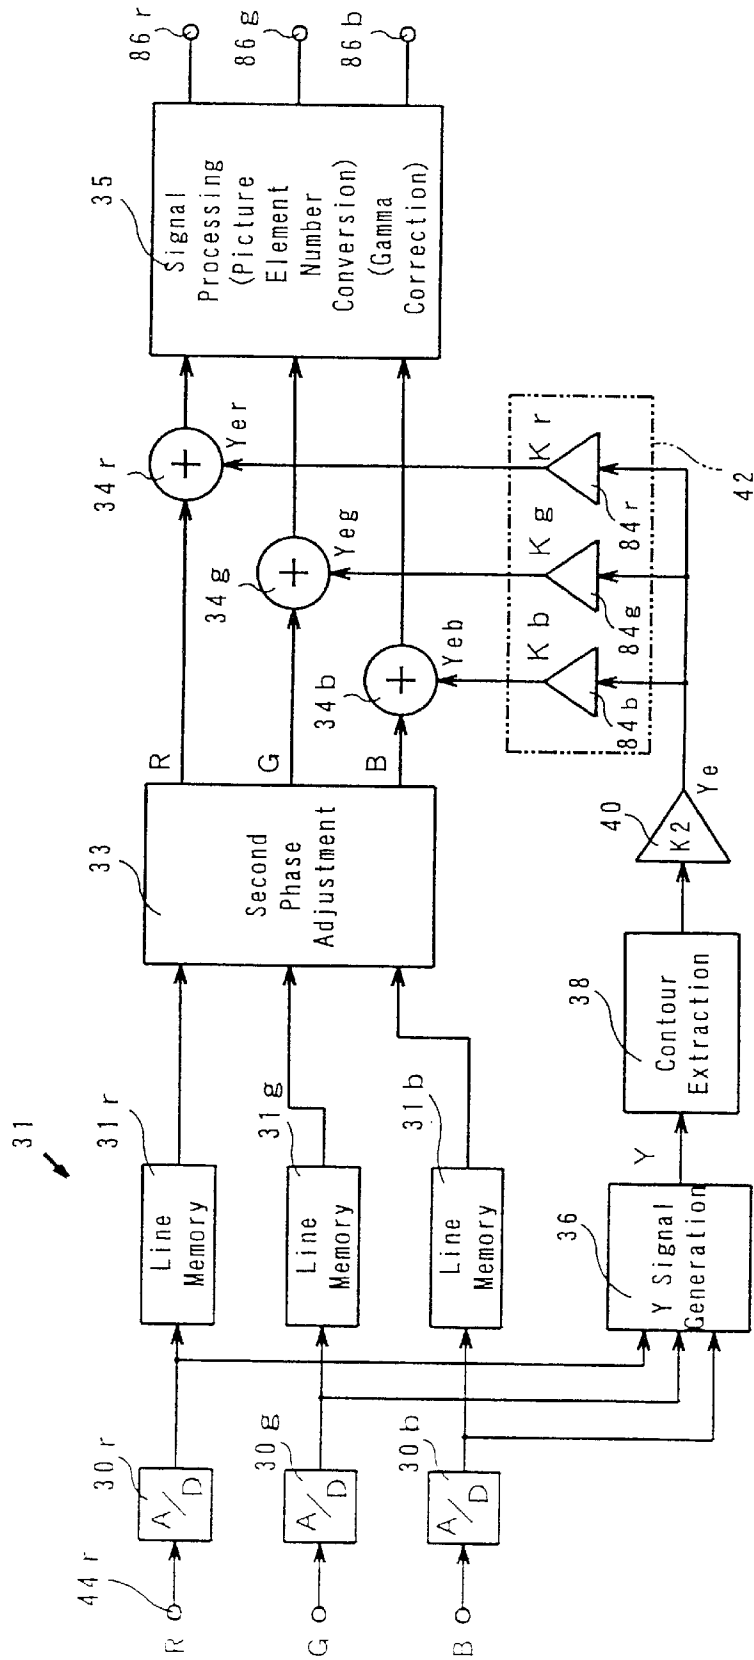 31
R
44r
A/D
30r
Line
Memory
31r
G
A/D
30g
Line
Memory
31g
B
A/D
30b
Line
Memory
31b
Second
Phase
Adjustment
33
R
G
B
34r
34g
34b
Yer
Yeg
Yeb
Signal
Processing
(Picture
Element
Number
Conversion)
(Gamma
Correction)
35
86r
86g
86b
Y Signal
Generation
36
Y
Contour
Extraction
38
K2
40
Ye
Kb
Kg
Kr
84b
84g
84r
42